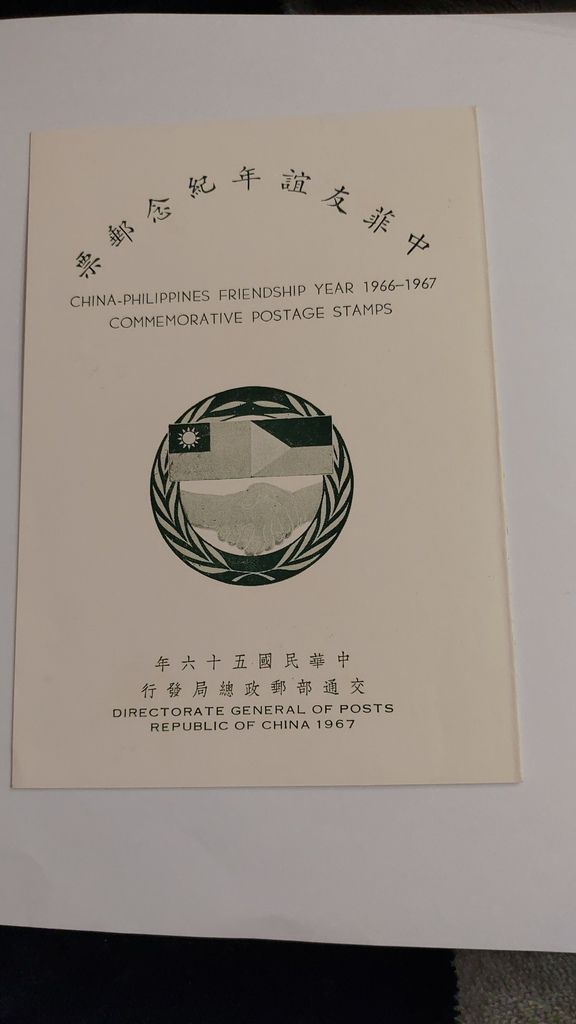 中菲友誼年紀念郵票
CHINA-PHILIPPINES FRIENDSHIP YEAR 1966–1967
COMMEMORATIVE POSTAGE STAMPS
中華民國五十六年
交通部郵政總局發行
DIRECTORATE GENERAL OF POSTS
REPUBLIC OF CHINA 1967